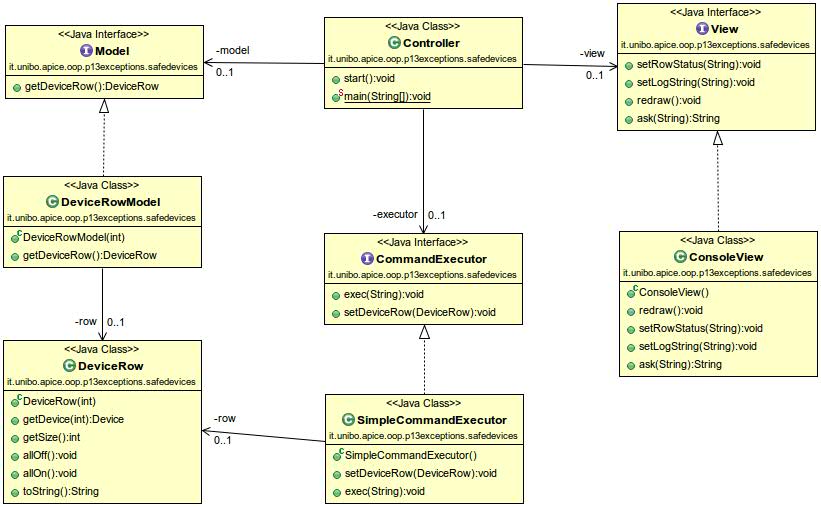 <<Java Interface>>
Model
it.unibo.apice.oop.p13exceptions.safedevices
getDeviceRow():DeviceRow
-model
0..1
<<Java Class>>
Controller
it.unibo.apice.oop.p13exceptions.safedevices
start():void
main(String[]):void
-view
0..1
<<Java Interface>>
View
it.unibo.apice.oop.p13exceptions.safedevices
setRowStatus(String):void
setLogString(String):void
redraw():void
ask(String):String
<<Java Class>>
DeviceRowModel
it.unibo.apice.oop.p13exceptions.safedevices
DeviceRowModel(int)
getDeviceRow():DeviceRow
-executor 0..1
<<Java Interface>>
CommandExecutor
it.unibo.apice.oop.p13exceptions.safedevices
exec(String):void
setDeviceRow(DeviceRow):void
<<Java Class>>
ConsoleView
it.unibo.apice.oop.p13exceptions.safedevices
ConsoleView()
redraw():void
setRowStatus(String):void
setLogString(String):void
ask(String):String
-row 0..1
<<Java Class>>
DeviceRow
it.unibo.apice.oop.p13exceptions.safedevices
DeviceRow(int)
getDevice(int):Device
getSize():int
allOff():void
allOn():void
toString():String
-row
0..1
<<Java Class>>
SimpleCommandExecutor
it.unibo.apice.oop.p13exceptions.safedevices
SimpleCommandExecutor()
setDeviceRow(DeviceRow):void
exec(String):void